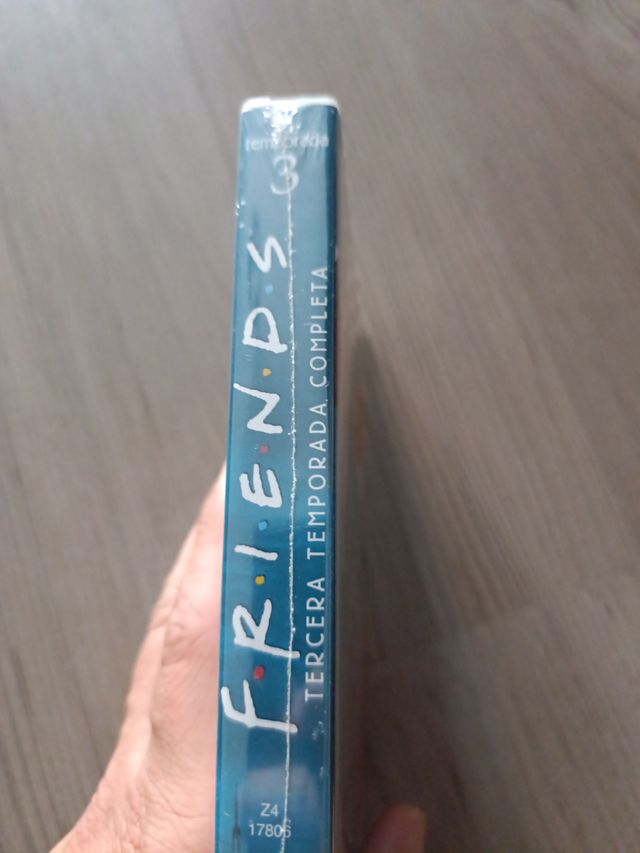 temporada
3
F·R·I·E·N·D·S
TERCERA TEMPORADA COMPLETA
Z4
17806